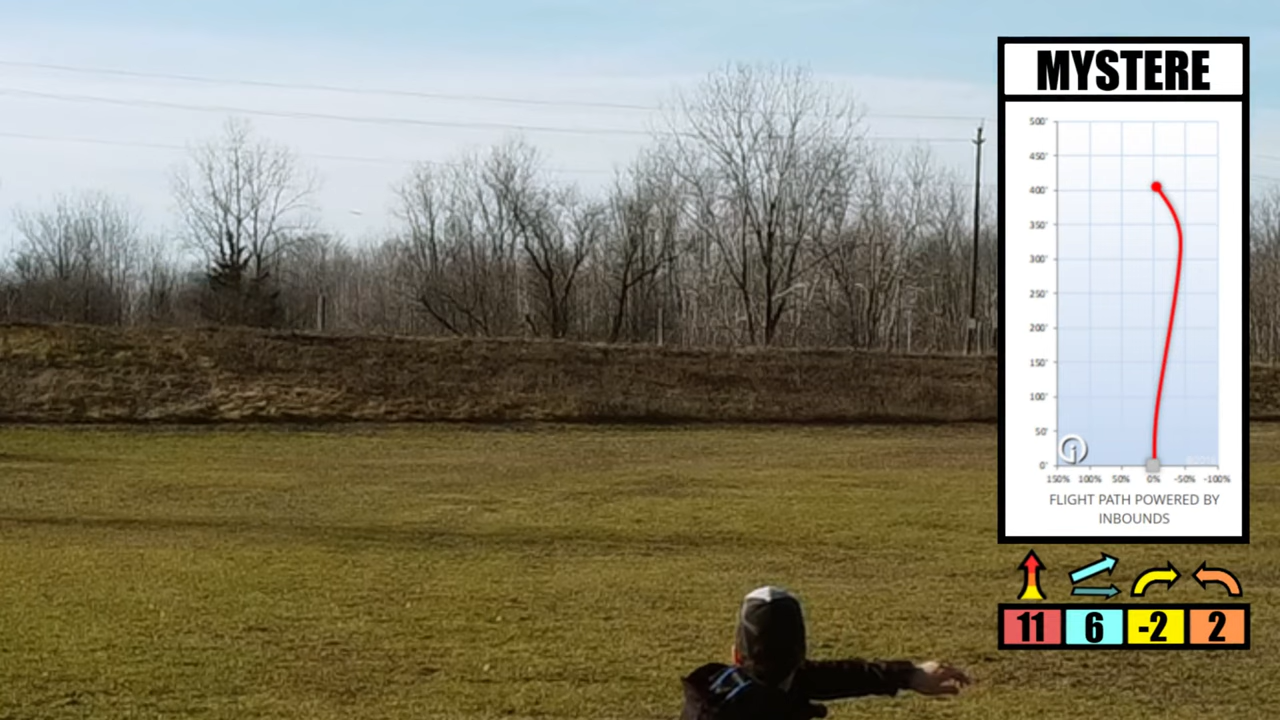 MYSTERE
500'
450'
400'
350'
300'
250'
200'
150'
100'
50'
0'
150% 100% 50% 0% -50% -100%
FLIGHT PATH POWERED BY
INBOUNDS
11 6 -2 2